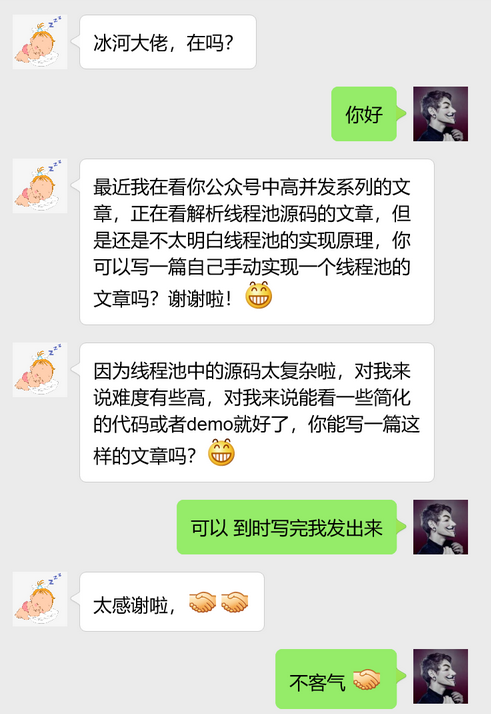 冰河大佬，在吗？
你好
最近我在看你公众号中高并发系列的文
章，正在看解析线程池源码的文章，但
是还是不太明白线程池的实现原理，你
可以写一篇自己手动实现一个线程池的
文章吗？谢谢啦！
因为线程池中的源码太复杂啦，对我来
说难度有些高，对我来说能看一些简化
的代码或者demo就好了，你能写一篇这
样的文章吗？
可以 到时写完我发出来
太感谢啦，
不客气